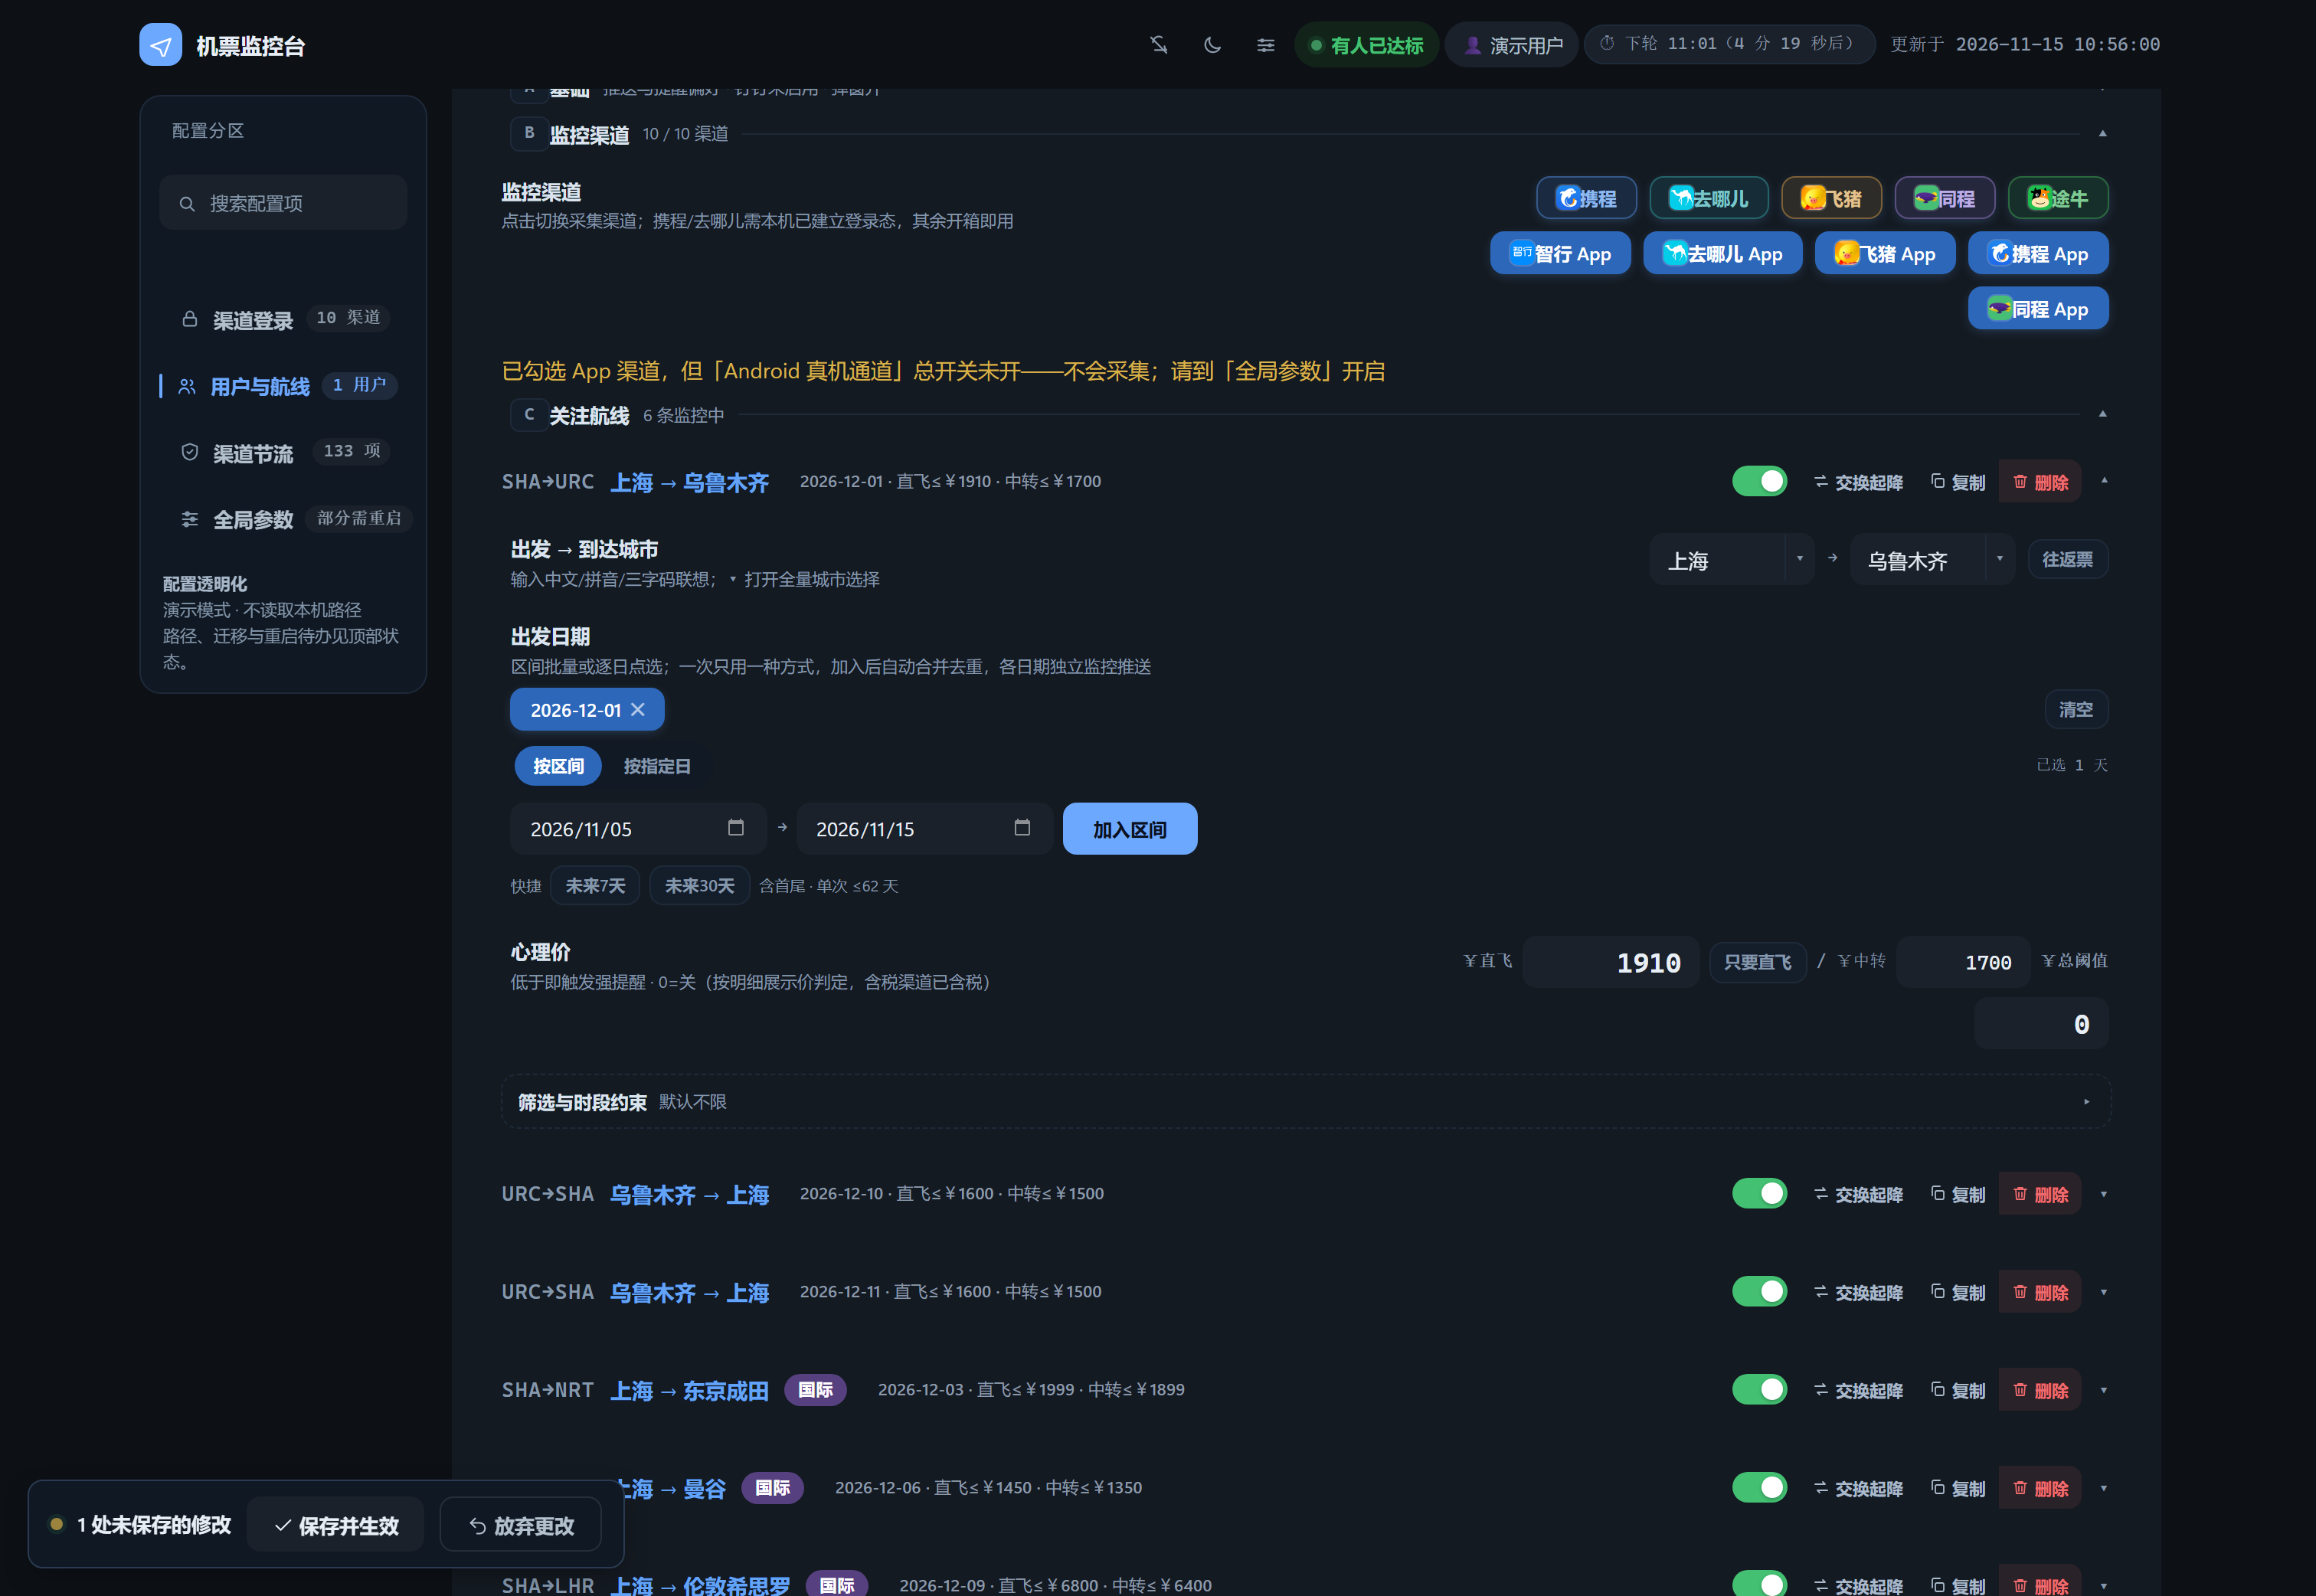 机票监控台
有人已达标
演示用户
下轮 11:01（4 分 19 秒后）
更新于 2026-11-15 10:56:00
配置分区
搜索配置项
渠道登录 10 渠道
用户与航线 1 用户
渠道节流 133 项
全局参数 部分需重启
配置透明化
演示模式 · 不读取本机路径
路径、迁移与重启待办见顶部状
态。
A 基础 推送与提醒偏好 · 钉钉未启用 · 弹窗开
B 监控渠道 10 / 10 渠道
监控渠道
点击切换采集渠道；携程/去哪儿需本机已建立登录态，其余开箱即用
携程 去哪儿 飞猪 同程 途牛
智行 智行 App 去哪儿 App 飞猪 App 携程 App
同程 App
已勾选 App 渠道，但「Android 真机通道」总开关未开——不会采集；请到「全局参数」开启
C 关注航线 6 条监控中
SHA→URC 上海 → 乌鲁木齐 2026-12-01 · 直飞≤￥1910 · 中转≤￥1700 交换起降 复制 删除
出发 → 到达城市
输入中文/拼音/三字码联想； ▾ 打开全量城市选择
上海 → 乌鲁木齐 往返票
出发日期
区间批量或逐日点选；一次只用一种方式，加入后自动合并去重，各日期独立监控推送
2026-12-01 ✕ 清空
按区间 按指定日 已选 1 天
2026/11/05 → 2026/11/15 加入区间
快捷 未来7天 未来30天 含首尾 · 单次 ≤62 天
心理价
低于即触发强提醒 · 0=关（按明细展示价判定，含税渠道已含税）
￥直飞 1910 只要直飞 / ￥中转 1700 ￥总阈值
0
筛选与时段约束 默认不限
URC→SHA 乌鲁木齐 → 上海 2026-12-10 · 直飞≤￥1600 · 中转≤￥1500 交换起降 复制 删除
URC→SHA 乌鲁木齐 → 上海 2026-12-11 · 直飞≤￥1600 · 中转≤￥1500 交换起降 复制 删除
SHA→NRT 上海 → 东京成田 国际 2026-12-03 · 直飞≤￥1999 · 中转≤￥1899 交换起降 复制 删除
上海 → 曼谷 国际 2026-12-06 · 直飞≤￥1450 · 中转≤￥1350 交换起降 复制 删除
1 处未保存的修改 保存并生效 放弃更改
SHA→LHR 上海 → 伦敦希思罗 国际 2026-12-09 · 直飞≤￥6800 · 中转≤￥6400 交换起降 复制 删除